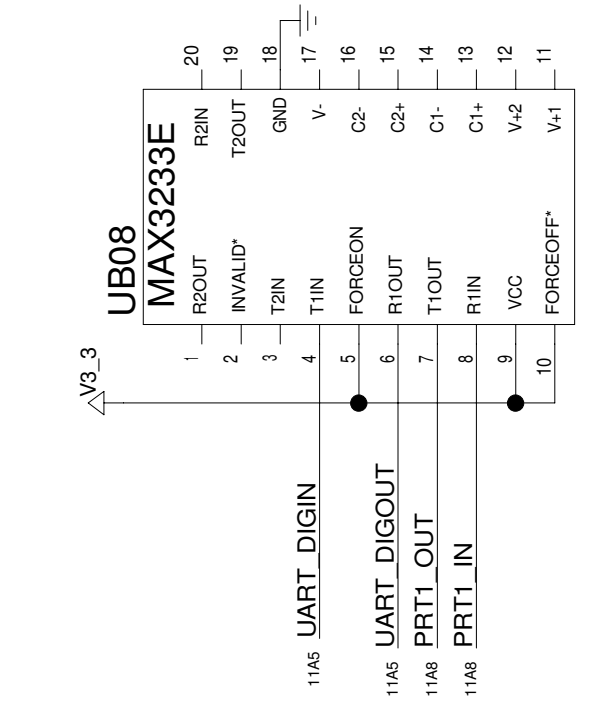 UB08
MAX3233E
V3_3
1 R2OUT
2 INVALID*
3 T2IN
4 T1IN
5 FORCEON
6 R1OUT
7 T1OUT
8 R1IN
9 VCC
10 FORCEOFF*
R2IN 20
T2OUT 19
GND 18
V- 17
C2- 16
C2+ 15
C1- 14
C1+ 13
V+2 12
V+1 11
11A5 UART_DIGIN
11A5 UART_DIGOUT
11A8 PRT1_OUT
11A8 PRT1_IN